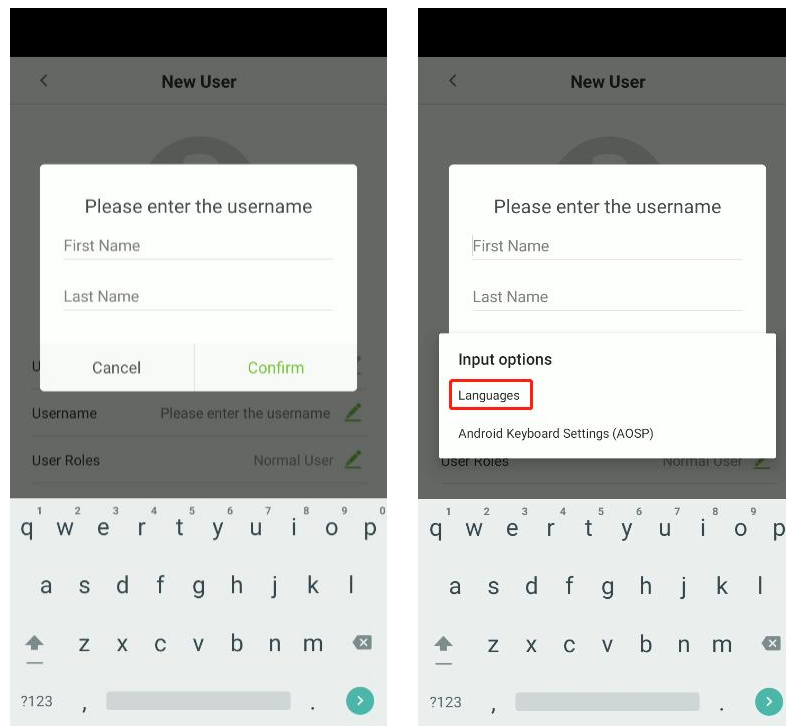 New User
Please enter the username
First Name
Last Name
Cancel Confirm
U
Username Please enter the username
User Roles Normal User
1 2 3 4 5 6 7 8 9 0
q w e r t y u i o p
a s d f g h j k l
z x c v b n m
?123 , .
New User
Please enter the username
First Name
Last Name
Input options
Languages
Android Keyboard Settings (AOSP)
User Roles Normal User
1 2 3 4 5 6 7 8 9
q w e r t y u i o p
a s d f g h j k l
z x c v b n m
?123 , .